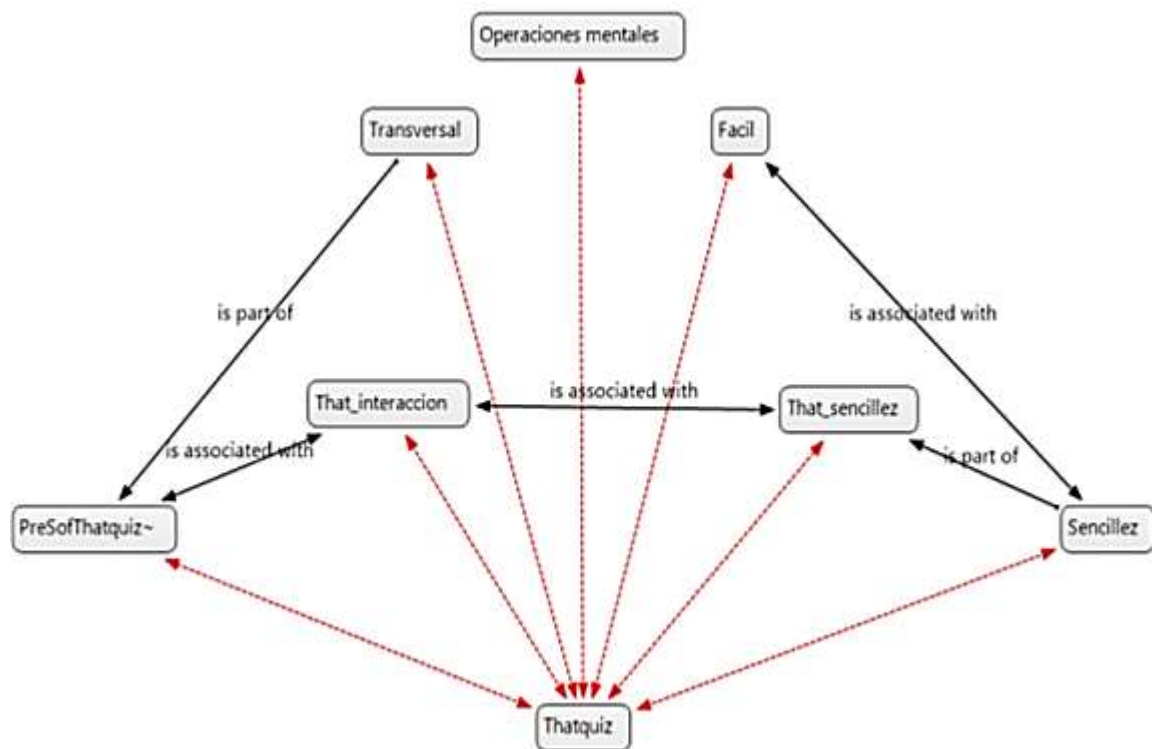 Operaciones mentales
Transversal
Facil
is part of
is associated with
That_interaccion
is associated with
That_sencillez
is associated with
is part of
PreSofThatquiz~
Sencillez
Thatquiz